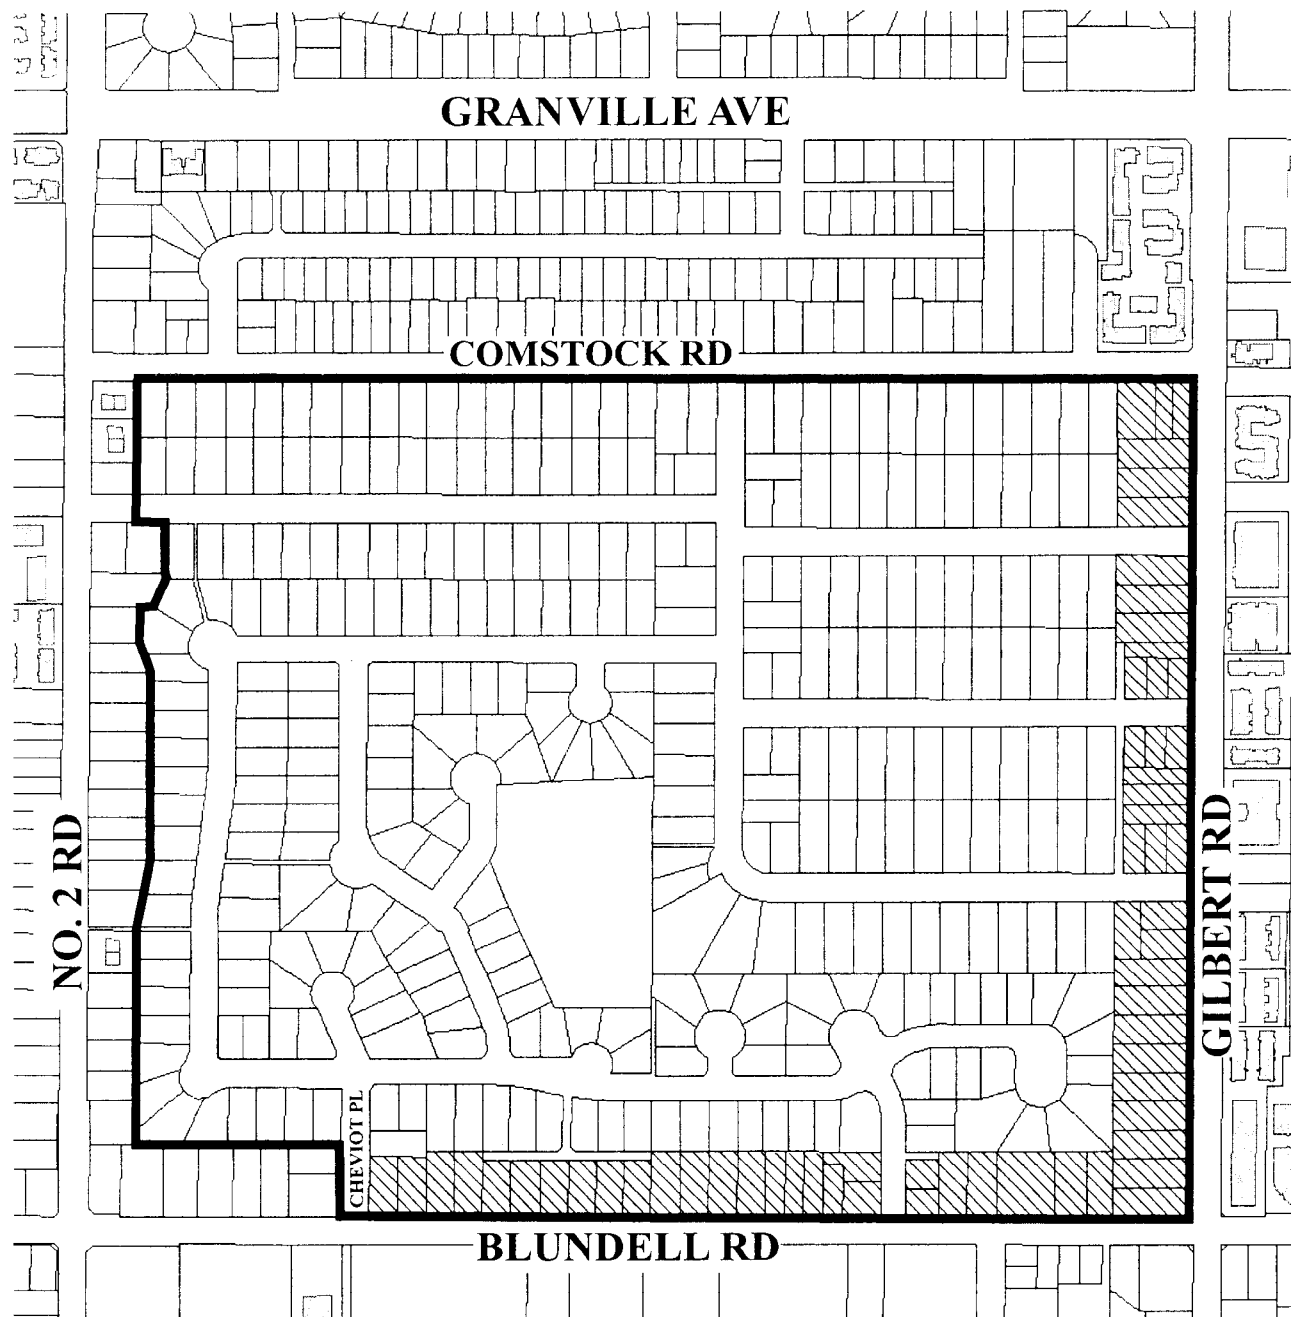 GRANVILLE AVE
COMSTOCK RD
NO. 2 RD
GILBERT RD
CHEVIOT PL
BLUNDELL RD